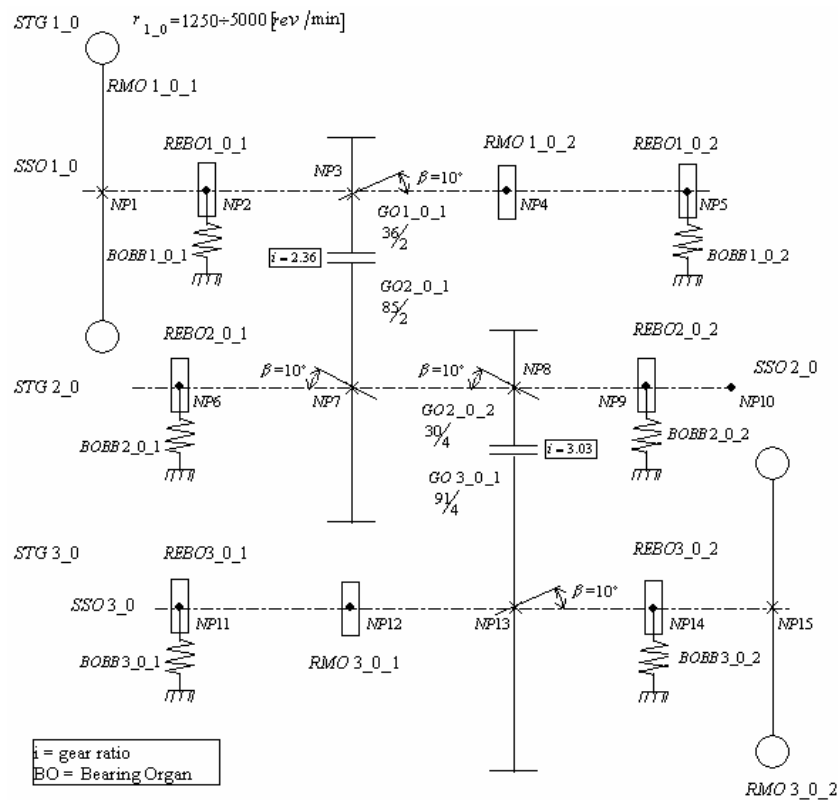 STG 1_0 r 1_0 =1250÷5000 [rev/min]
RMO 1_0_1
REBO1_0_1 RMO 1_0_2 REBO1_0_2
SSO 1_0 NP3 β=10°
NP1 NP2 NP4 NP5
GO1_0_1
36/2
BOBB1_0_1 i = 2.36 BOBB1_0_2
GO2_0_1
85/2
REBO2_0_1 REBO2_0_2
β=10° β=10° NP8 SSO 2_0
STG 2_0
NP6 NP7 NP9 NP10
GO2_0_2
30/4
BOBB2_0_1 BOBB2_0_2
i = 3.03
GO 3_0_1
91/4
STG 3_0 REBO3_0_1 REBO3_0_2
β=10°
SSO 3_0
NP11 NP12 NP13 NP14 NP15
BOBB3_0_1 RMO 3_0_1 BOBB3_0_2
i = gear ratio
BO = Bearing Organ
RMO 3_0_2